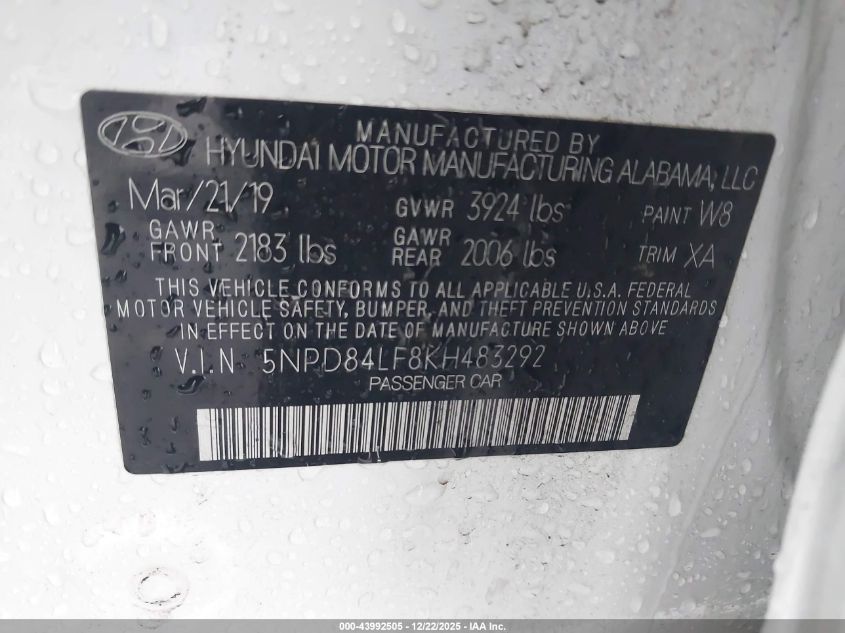 MANUFACTURED BY
HYUNDAI MOTOR MANUFACTURING ALABAMA, LLC
Mar/21/19 GVWR 3924 lbs PAINT W8
GAWR FRONT 2183 lbs GAWR REAR 2006 lbs TRIM XA
THIS VEHICLE CONFORMS TO ALL APPLICABLE U.S.A. FEDERAL
MOTOR VEHICLE SAFETY, BUMPER, AND THEFT PREVENTION STANDARDS
IN EFFECT ON THE DATE OF MANUFACTURE SHOWN ABOVE
V.I.N. 5NPD84LF8KH483292
PASSENGER CAR
000-43992505 - 12/22/2025 - IAA Inc.